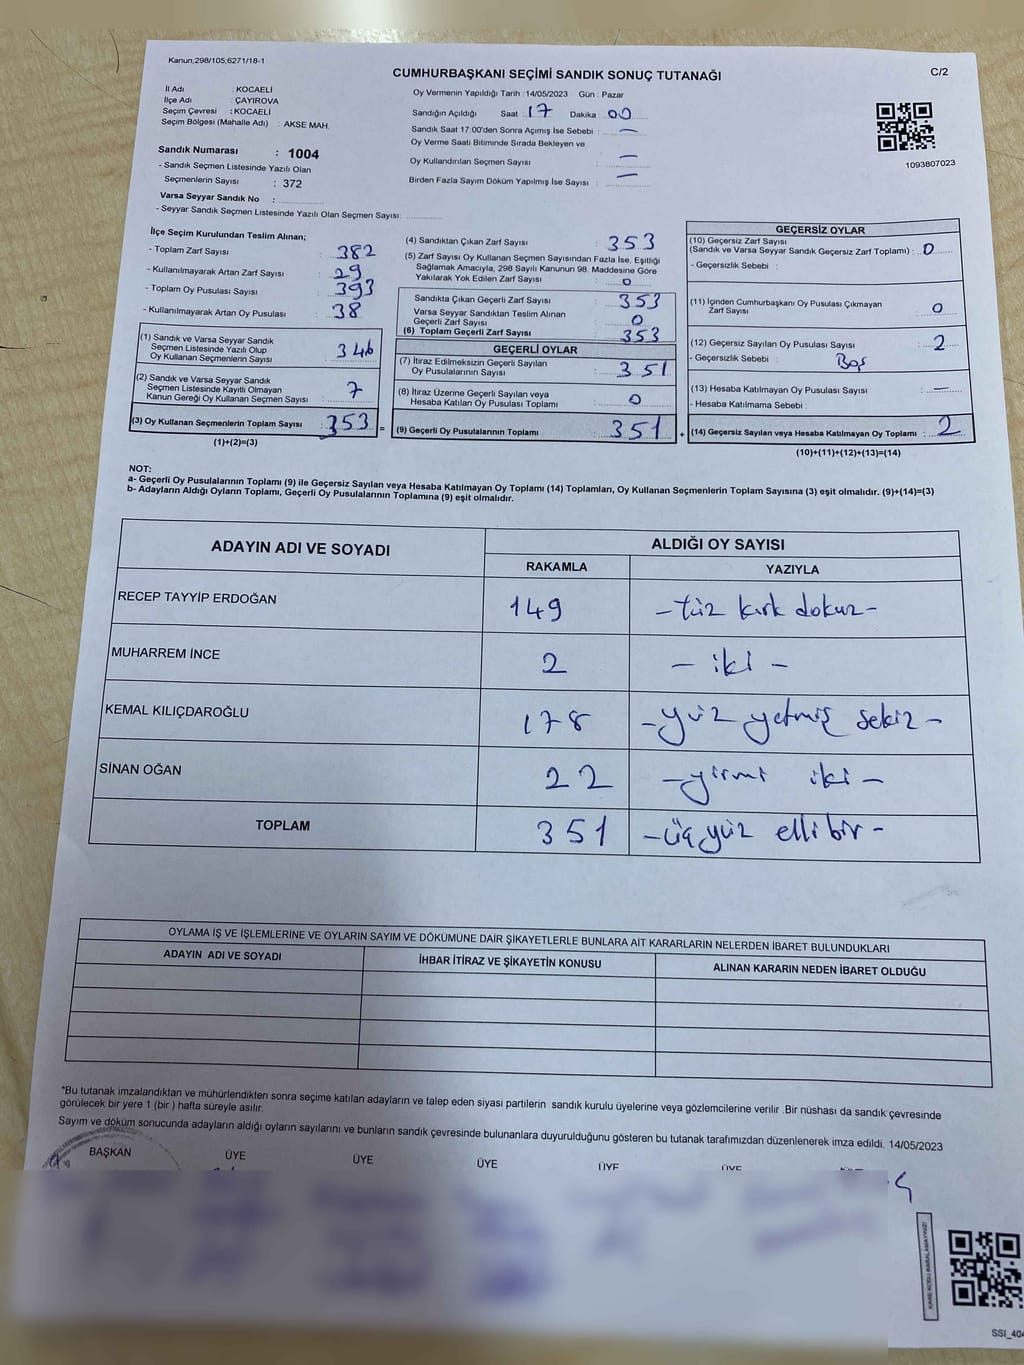 Kanun,298/105,6271/18-1
CUMHURBAŞKANI SEÇİMİ SANDIK SONUÇ TUTANAĞI
C/2
İl Adı : KOCAELİ
İlçe Adı : ÇAYIROVA
Seçim Çevresi : KOCAELİ
Seçim Bölgesi (Mahalle Adı) : AKSE MAH.
Sandık Numarası : 1004
- Sandık Seçmen Listesinde Yazılı Olan
Seçmenlerin Sayısı : 372
Varsa Seyyar Sandık No :
- Seyyar Sandık Seçmen Listesinde Yazılı Olan Seçmen Sayısı:
Oy Vermenin Yapıldığı Tarih : 14/05/2023 Gün : Pazar
Sandığın Açıldığı Saat : 17 Dakika : 00
Sandık Saat 17:00'den Sonra Açımış İse Sebebi : —
Oy Verme Saati Bitiminde Sırada Bekleyen ve
Oy Kullandırılan Seçmen Sayısı : —
Birden Fazla Sayım Döküm Yapılmış İse Sayısı : —
1093807023
İlçe Seçim Kurulundan Teslim Alınan;
- Toplam Zarf Sayısı : 382
- Kullanılmayarak Artan Zarf Sayısı : 29
- Toplam Oy Pusulası Sayısı : 393
- Kullanılmayarak Artan Oy Pusulası : 38
(1) Sandık ve Varsa Seyyar Sandık
Seçmen Listesinde Yazılı Olup
Oy Kullanan Seçmenlerin Sayısı : 346
(2) Sandık ve Varsa Seyyar Sandık
Seçmen Listesinde Kayıtlı Olmayan
Kanun Gereği Oy Kullanan Seçmen Sayısı : 7
(3) Oy Kullanan Seçmenlerin Toplam Sayısı : 353 =
(1)+(2)=(3)
(4) Sandıktan Çıkan Zarf Sayısı : 353
(5) Zarf Sayısı Oy Kullanan Seçmen Sayısından Fazla İse, Eşitliği
Sağlamak Amacıyla, 298 Sayılı Kanunun 98. Maddesine Göre
Yakılarak Yok Edilen Zarf Sayısı : 0
Sandıkta Çıkan Geçerli Zarf Sayısı : 353
Varsa Seyyar Sandıktan Teslim Alınan
Geçerli Zarf Sayısı : 0
(6) Toplam Geçerli Zarf Sayısı : 353
GEÇERLİ OYLAR
(7) İtiraz Edilmeksizin Geçerli Sayılan
Oy Pusulalarının Sayısı : 351
(8) İtiraz Üzerine Geçerli Sayılan veya
Hesaba Katılan Oy Pusulası Toplamı : 0
(9) Geçerli Oy Pusulalarının Toplamı : 351 +
GEÇERSİZ OYLAR
(10) Geçersiz Zarf Sayısı
(Sandık ve Varsa Seyyar Sandık Geçersiz Zarf Toplamı) : 0
- Geçersizlik Sebebi :
(11) İçinden Cumhurbaşkanı Oy Pusulası Çıkmayan
Zarf Sayısı : 0
(12) Geçersiz Sayılan Oy Pusulası Sayısı : 2
- Geçersizlik Sebebi : Boş
(13) Hesaba Katılmayan Oy Pusulası Sayısı : —
- Hesaba Katılmama Sebebi :
(14) Geçersiz Sayılan veya Hesaba Katılmayan Oy Toplamı : 2
(10)+(11)+(12)+(13)=(14)
NOT:
a- Geçerli Oy Pusulalarının Toplamı (9) ile Geçersiz Sayılan veya Hesaba Katılmayan Oy Toplamı (14) Toplamları, Oy Kullanan Seçmenlerin Toplam Sayısına (3) eşit olmalıdır. (9)+(14)=(3)
b- Adayların Aldığı Oyların Toplamı, Geçerli Oy Pusulalarının Toplamına (9) eşit olmalıdır.
ADAYIN ADI VE SOYADI
ALDIĞI OY SAYISI
RAKAMLA YAZIYLA
RECEP TAYYİP ERDOĞAN 149 -yüz kırk dokuz-
MUHARREM İNCE 2 - iki -
KEMAL KILIÇDAROĞLU 178 -yüz yetmiş sekiz-
SİNAN OĞAN 22 -yirmi iki-
TOPLAM 351 -üçyüz elli bir-
OYLAMA İŞ VE İŞLEMLERİNE VE OYLARIN SAYIM VE DÖKÜMÜNE DAİR ŞİKAYETLERLE BUNLARA AİT KARARLARIN NELERDEN İBARET BULUNDUKLARI
ADAYIN ADI VE SOYADI İHBAR İTİRAZ VE ŞİKAYETİN KONUSU ALINAN KARARIN NEDEN İBARET OLDUĞU
*Bu tutanak imzalandıktan ve mühürlendikten sonra seçime katılan adayların ve talep eden siyasi partilerin sandık kurulu üyelerine veya gözlemcilerine verilir .Bir nüshası da sandık çevresinde
görülecek bir yere 1 (bir ) hafta süreyle asılır.
Sayım ve döküm sonucunda adayların aldığı oyların sayılarını ve bunların sandık çevresinde bulunanlara duyurulduğunu gösteren bu tutanak tarafımızdan düzenlenerek imza edildi. 14/05/2023
BAŞKAN ÜYE ÜYE ÜYE ÜYE ÜYE